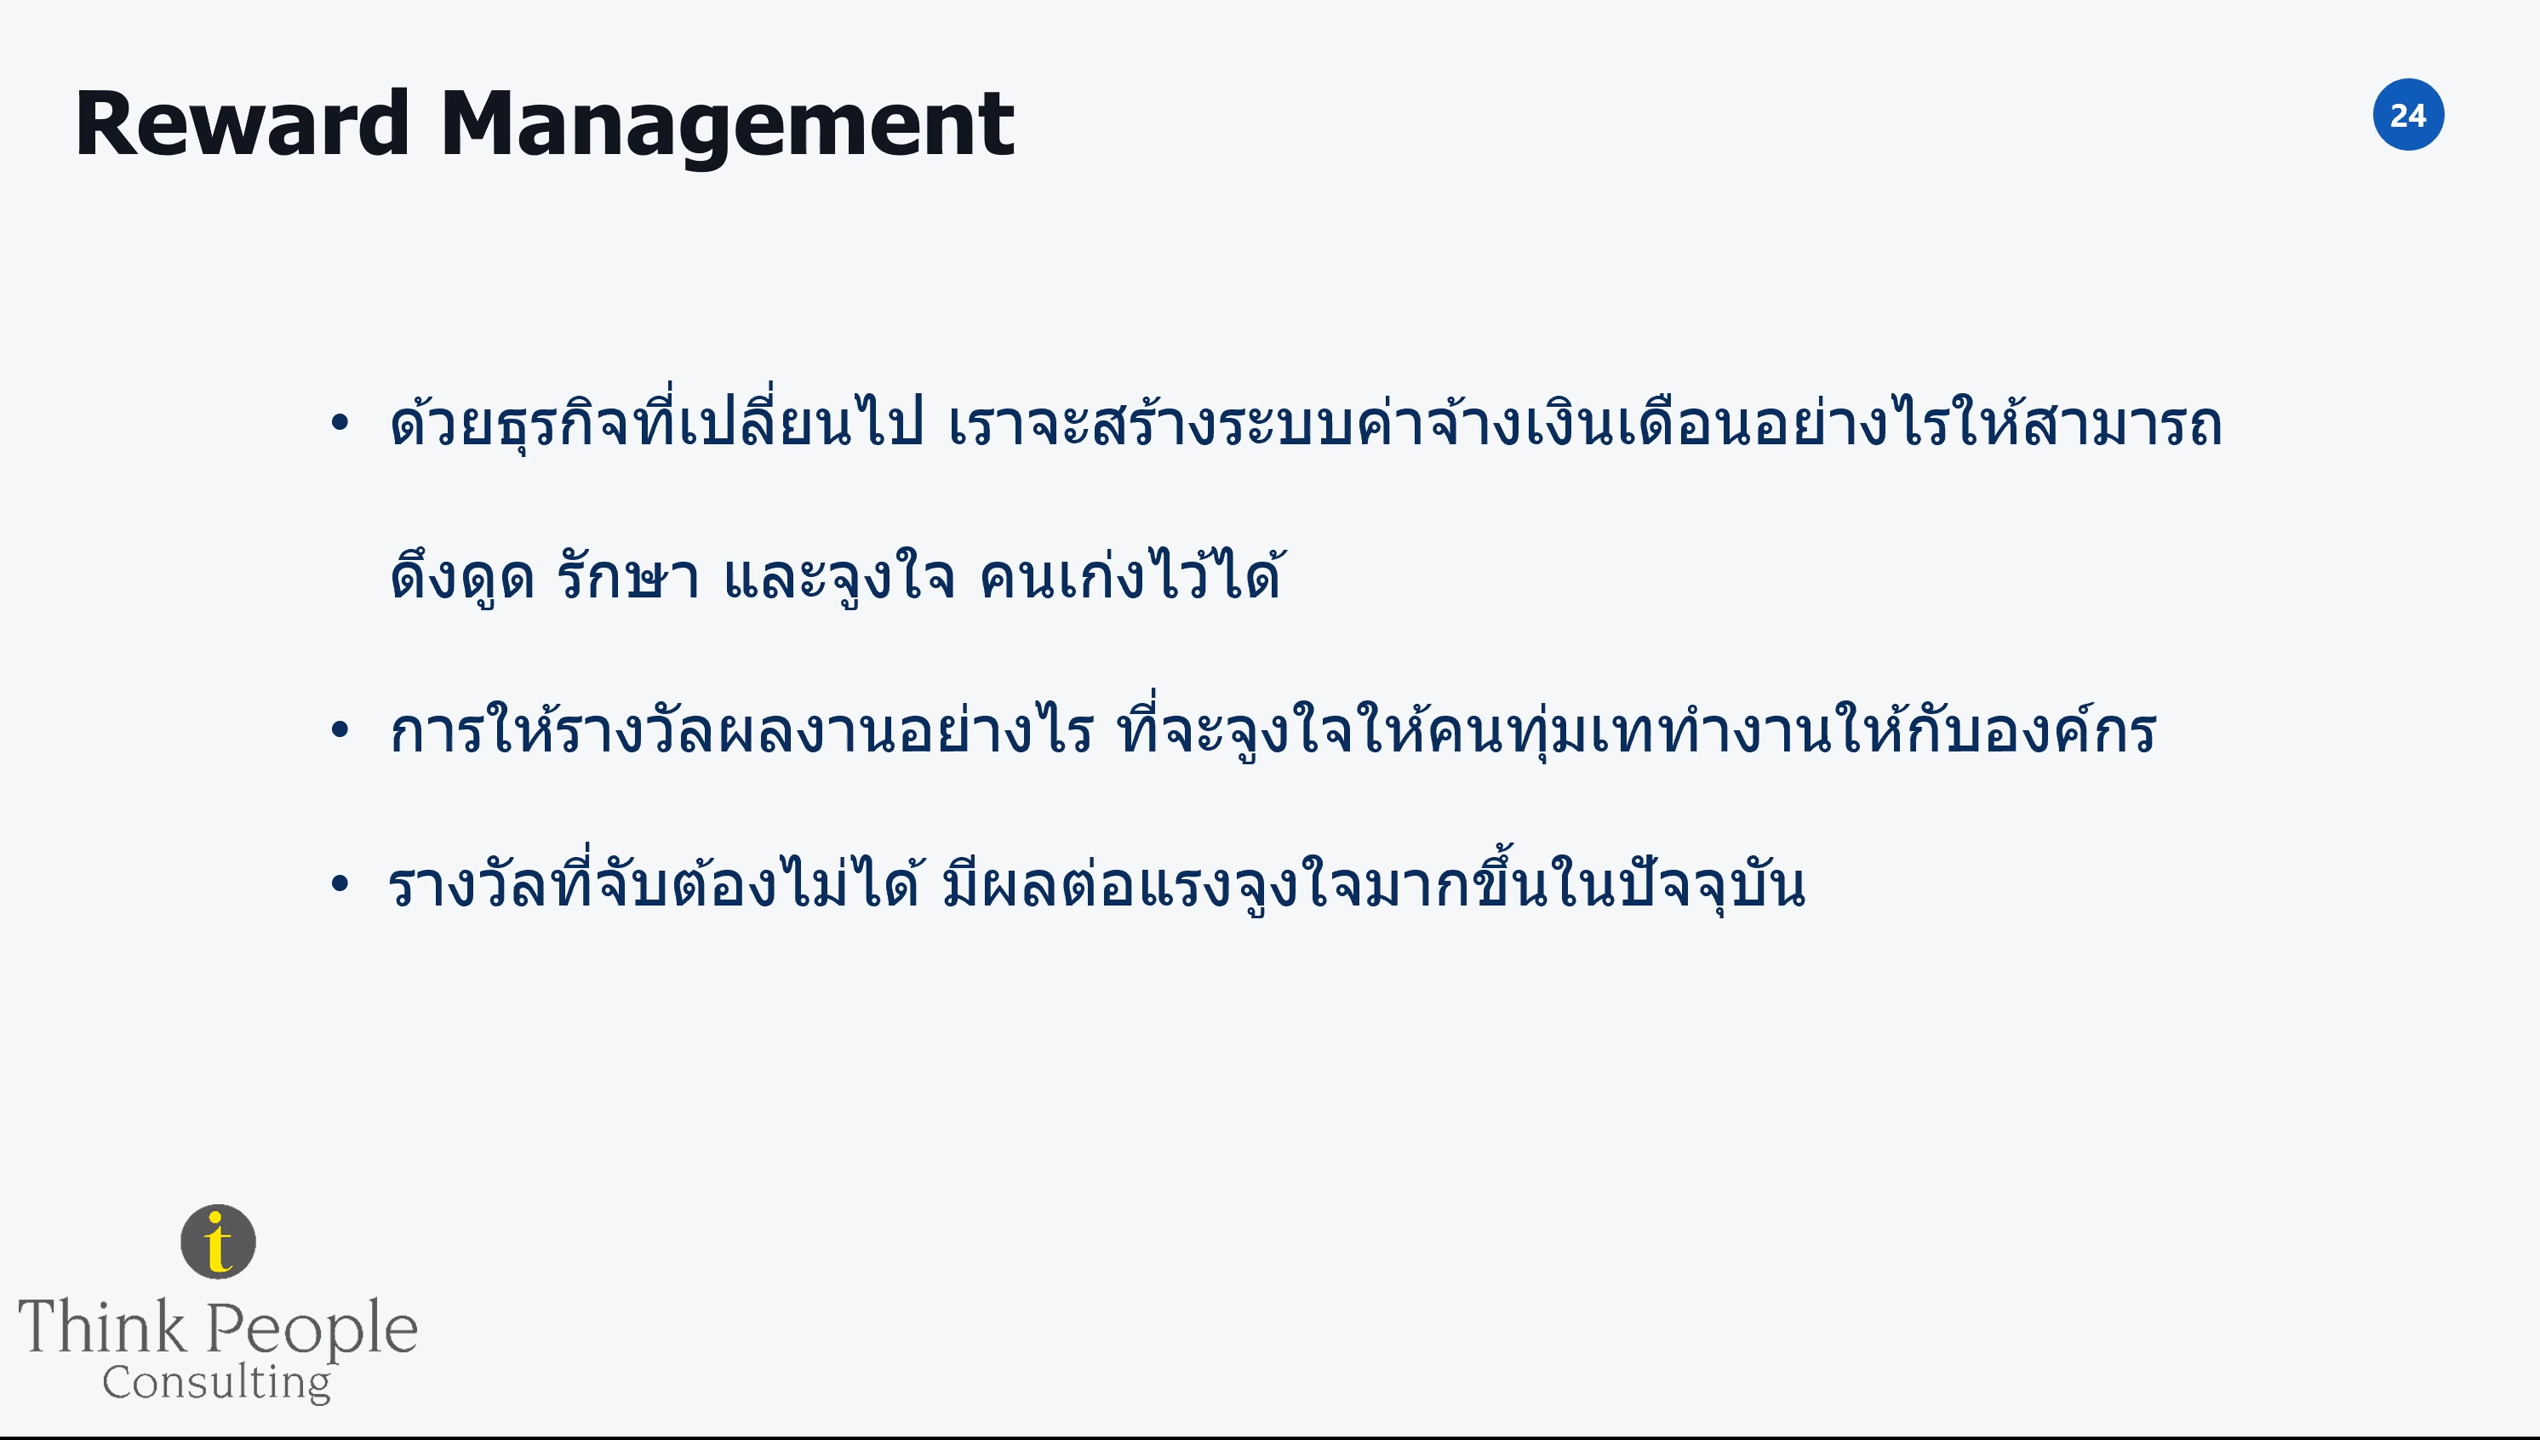 Reward Management
24
• ด้วยธุรกิจที่เปลี่ยนไป เราจะสร้างระบบค่าจ้างเงินเดือนอย่างไรให้สามารถ
ดึงดูด รักษา และจูงใจ คนเก่งไว้ได้
• การให้รางวัลผลงานอย่างไร ที่จะจูงใจให้คนทุ่มเททำงานให้กับองค์กร
• รางวัลที่จับต้องไม่ได้ มีผลต่อแรงจูงใจมากขึ้นในปัจจุบัน
t
Think People
Consulting